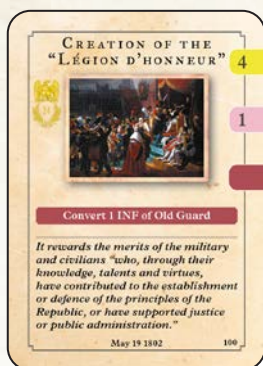 CREATION OF THE
“LÉGION D’HONNEUR”
4
1
Convert 1 INF of Old Guard
It rewards the merits of the military
and civilians “who, through their
knowledge, talents and virtues,
have contributed to the establishment
or defence of the principles of the
Republic, or have supported justice
or public administration.”
May 19 1802
100